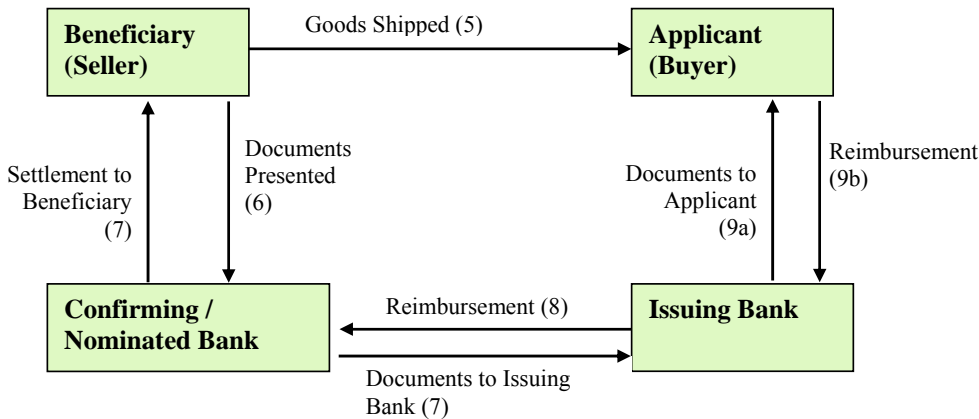 Beneficiary
(Seller)
Goods Shipped (5)
Applicant
(Buyer)
Settlement to
Beneficiary
(7)
Documents
Presented
(6)
Documents to
Applicant
(9a)
Reimbursement
(9b)
Confirming /
Nominated Bank
Reimbursement (8)
Issuing Bank
Documents to Issuing
Bank (7)